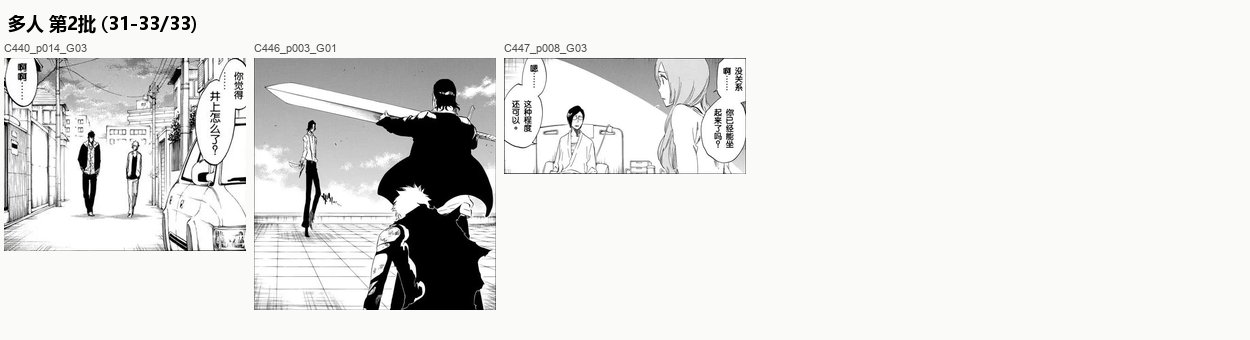 多人 第2批 (31-33/33)
C440_p014_G03
你觉得
……
井上怎么了？
啊啊……
C446_p003_G01
C447_p008_G03
没关系
啊……
你已经能坐
起来了吗？
嗯……
这种程度
还可以。